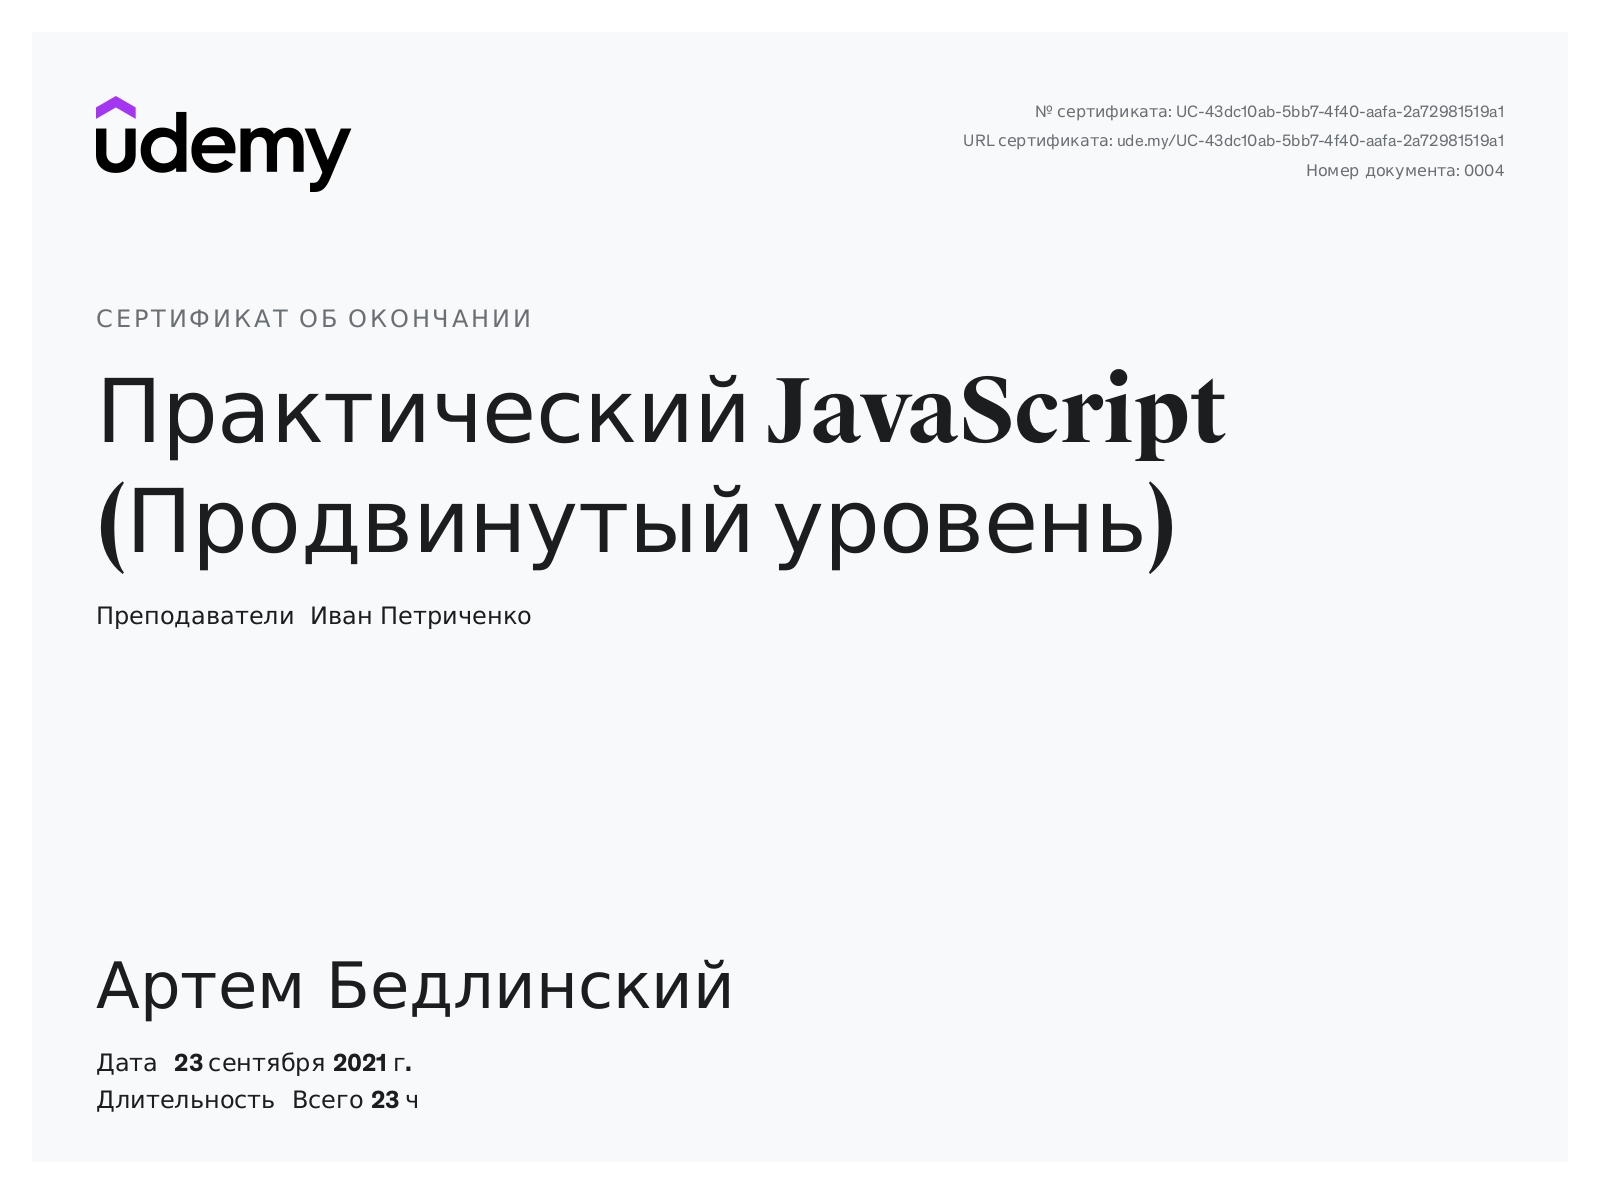 udemy
№ сертификата: UC-43dc10ab-5bb7-4f40-aafa-2a72981519a1
URL сертификата: ude.my/UC-43dc10ab-5bb7-4f40-aafa-2a72981519a1
Номер документа: 0004
СЕРТИФИКАТ ОБ ОКОНЧАНИИ
Практический JavaScript
(Продвинутый уровень)
Преподаватели Иван Петриченко
Артем Бедлинский
Дата 23 сентября 2021 г.
Длительность Всего 23 ч